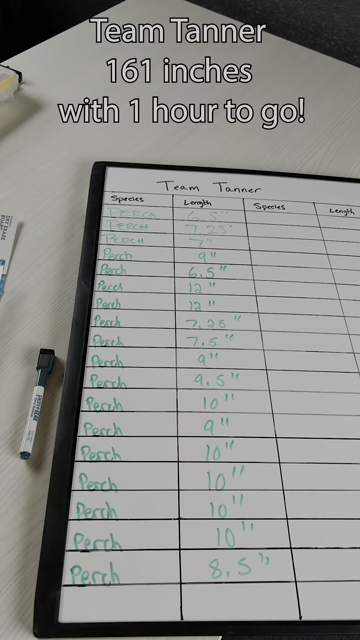 Team Tanner
161 inches
with 1 hour to go!
Team Tanner
Species Length Species Length
PERCH 6.5"
PERCH 7.25"
PERCH 7"
Perch 9"
Perch 6.5"
Perch 12"
Perch 12"
Perch 7.25"
Perch 7.5"
Perch 9"
Perch 9.5"
Perch 10"
Perch 9"
Perch 10"
Perch 10"
Perch 10"
Perch 10"
Perch 8.5"